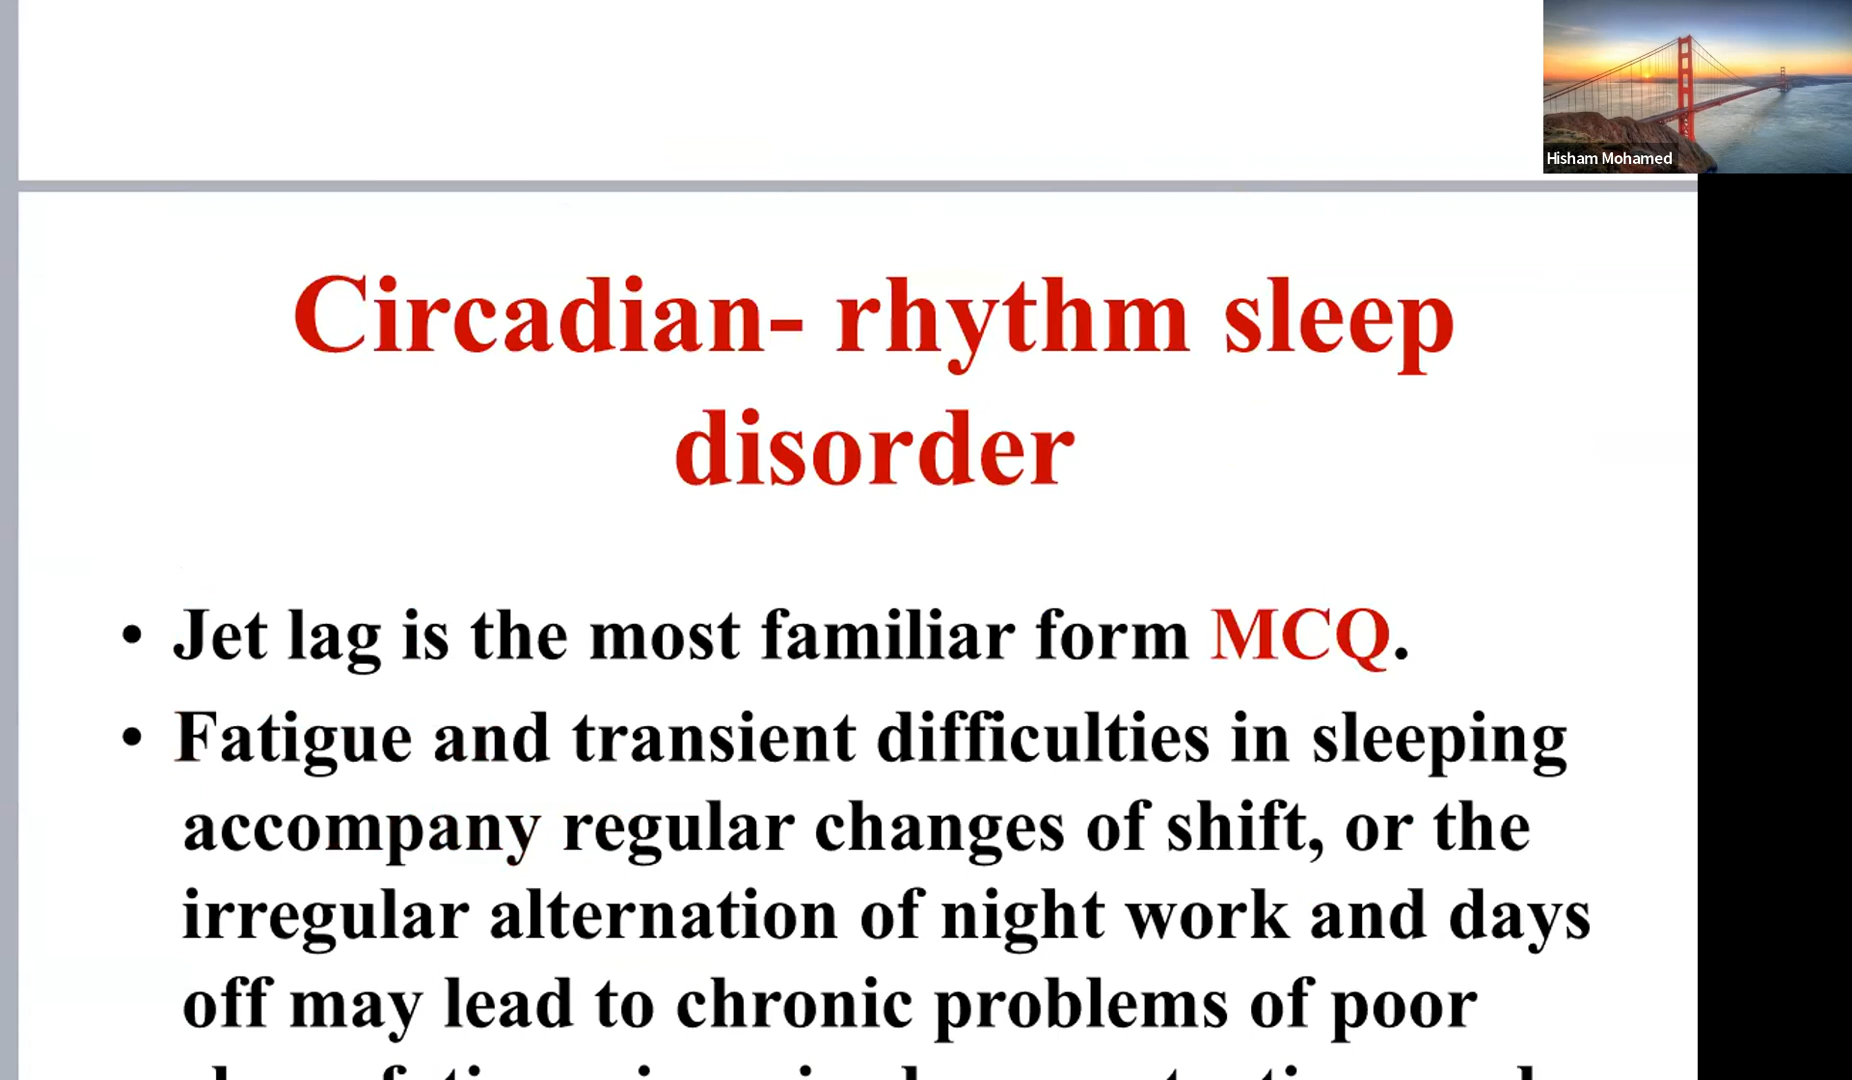 Hisham Mohamed
Circadian- rhythm sleep
disorder
• Jet lag is the most familiar form MCQ.
• Fatigue and transient difficulties in sleeping
accompany regular changes of shift, or the
irregular alternation of night work and days
off may lead to chronic problems of poor